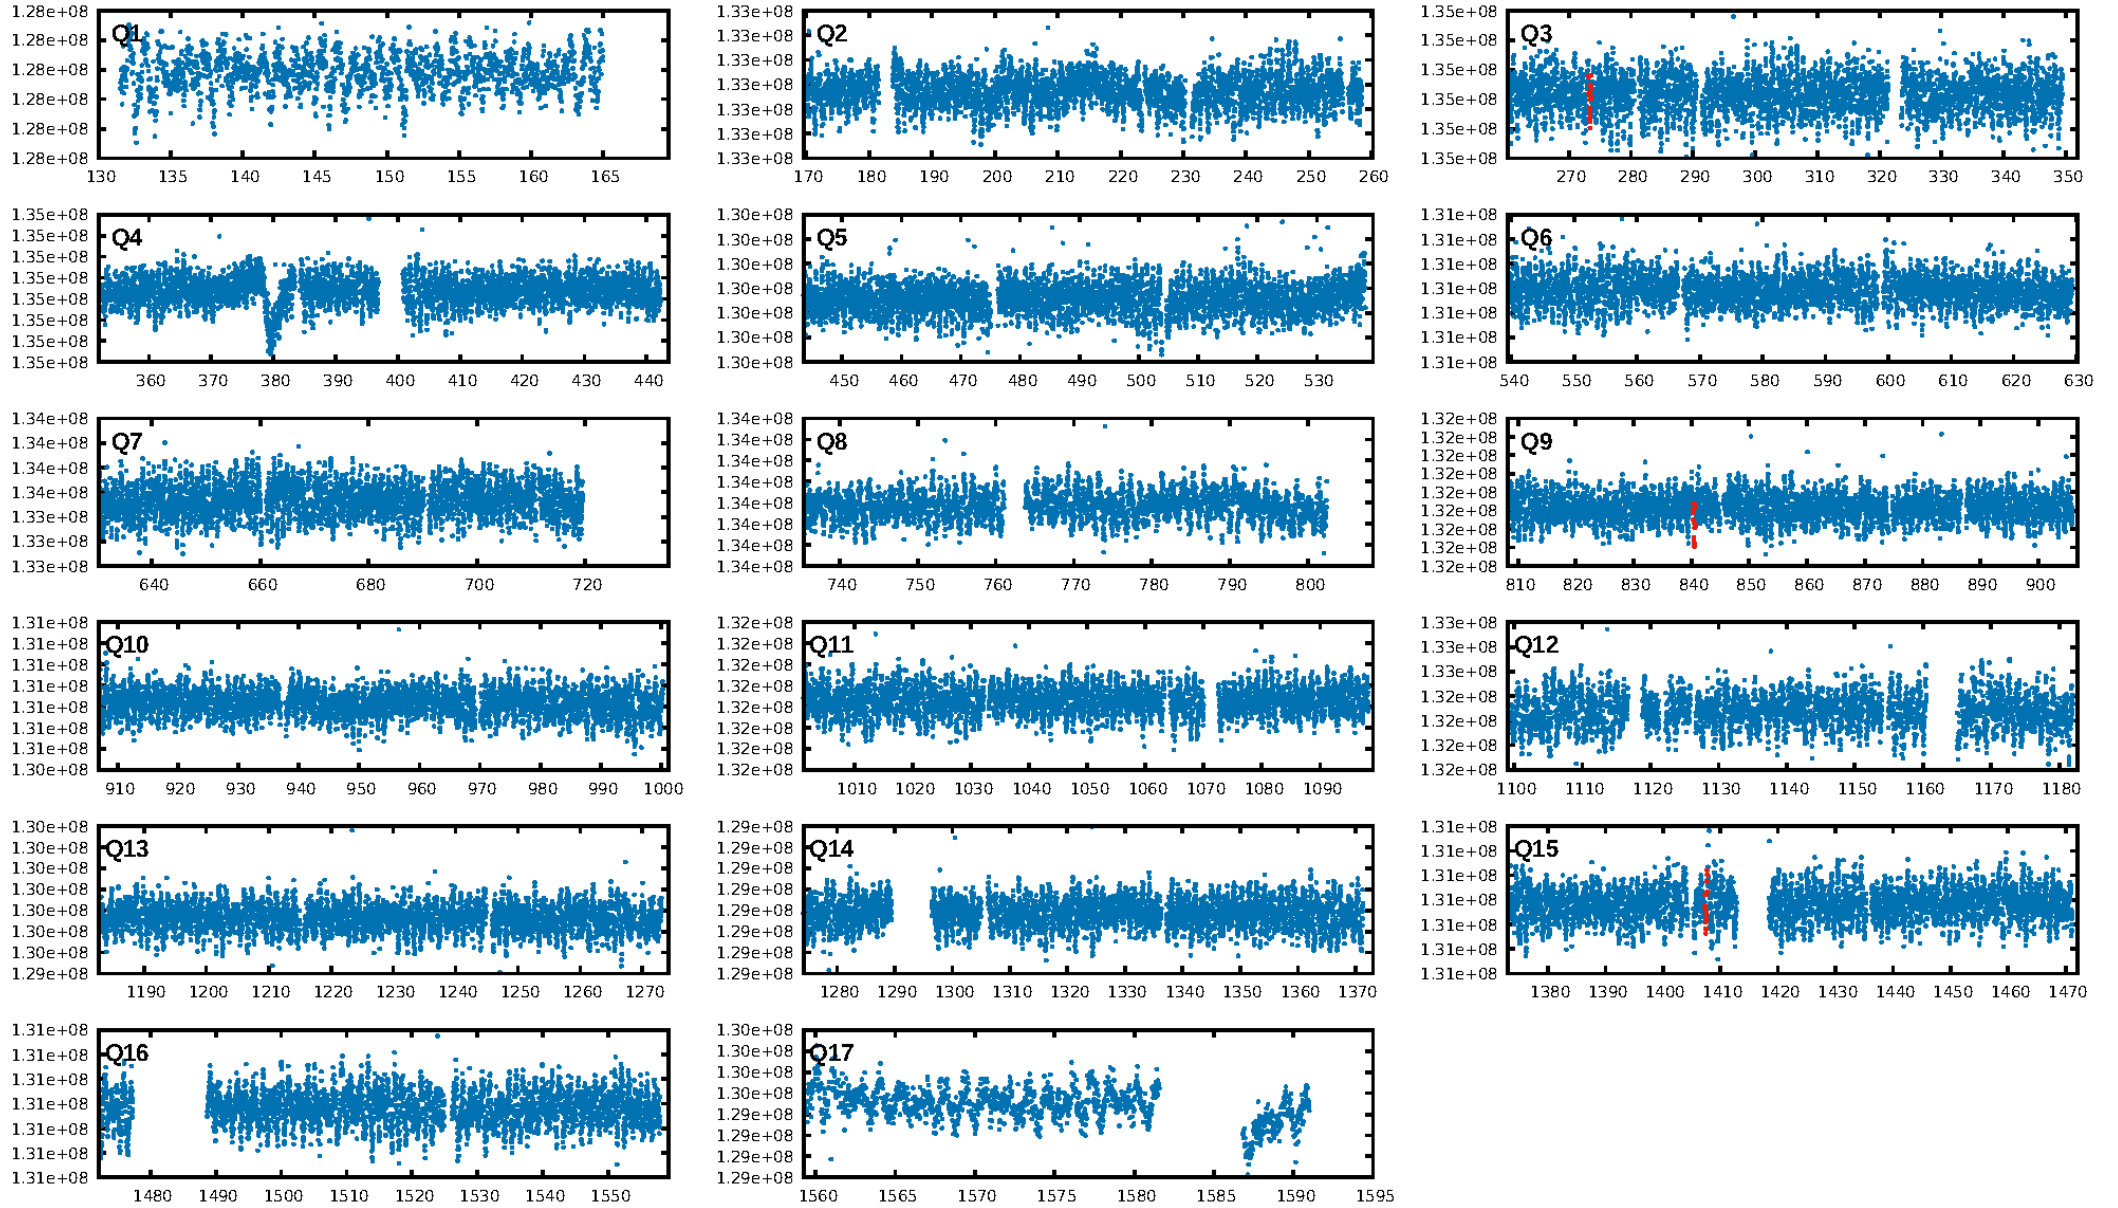 1.28e+08 1.28e+08 1.28e+08 1.28e+08 1.28e+08 1.28e+08
Q1
130 135 140 145 150 155 160 165
1.33e+08 1.33e+08 1.33e+08 1.33e+08 1.33e+08 1.33e+08 1.33e+08
Q2
170 180 190 200 210 220 230 240 250 260
1.35e+08 1.35e+08 1.35e+08 1.35e+08 1.35e+08 1.35e+08
Q3
270 280 290 300 310 320 330 340 350
1.35e+08 1.35e+08 1.35e+08 1.35e+08 1.35e+08 1.35e+08 1.35e+08 1.35e+08
Q4
360 370 380 390 400 410 420 430 440
1.30e+08 1.30e+08 1.30e+08 1.30e+08 1.30e+08 1.30e+08 1.30e+08
Q5
450 460 470 480 490 500 510 520 530
1.31e+08 1.31e+08 1.31e+08 1.31e+08 1.31e+08 1.31e+08 1.31e+08
Q6
540 550 560 570 580 590 600 610 620 630
1.34e+08 1.34e+08 1.34e+08 1.34e+08 1.33e+08 1.33e+08 1.33e+08
Q7
640 660 680 700 720
1.34e+08 1.34e+08 1.34e+08 1.34e+08 1.34e+08 1.34e+08 1.34e+08 1.34e+08
Q8
740 750 760 770 780 790 800
1.32e+08 1.32e+08 1.32e+08 1.32e+08 1.32e+08 1.32e+08 1.32e+08 1.32e+08 1.32e+08
Q9
810 820 830 840 850 860 870 880 890 900
1.31e+08 1.31e+08 1.31e+08 1.31e+08 1.31e+08 1.31e+08 1.31e+08 1.30e+08
Q10
910 920 930 940 950 960 970 980 990 1000
1.32e+08 1.32e+08 1.32e+08 1.32e+08 1.32e+08 1.32e+08 1.32e+08 1.32e+08
Q11
1010 1020 1030 1040 1050 1060 1070 1080 1090
1.33e+08 1.33e+08 1.33e+08 1.32e+08 1.32e+08 1.32e+08 1.32e+08
Q12
1100 1110 1120 1130 1140 1150 1160 1170 1180
1.30e+08 1.30e+08 1.30e+08 1.30e+08 1.30e+08 1.30e+08 1.30e+08 1.29e+08
Q13
1190 1200 1210 1220 1230 1240 1250 1260 1270
1.29e+08 1.29e+08 1.29e+08 1.29e+08 1.29e+08 1.29e+08 1.29e+08 1.29e+08
Q14
1280 1290 1300 1310 1320 1330 1340 1350 1360 1370
1.31e+08 1.31e+08 1.31e+08 1.31e+08 1.31e+08 1.31e+08 1.31e+08
Q15
1380 1390 1400 1410 1420 1430 1440 1450 1460 1470
1.31e+08 1.31e+08 1.31e+08 1.31e+08 1.31e+08 1.31e+08 1.31e+08
Q16
1480 1490 1500 1510 1520 1530 1540 1550
1.30e+08 1.30e+08 1.30e+08 1.30e+08 1.29e+08 1.29e+08 1.29e+08 1.29e+08
Q17
1560 1565 1570 1575 1580 1585 1590 1595